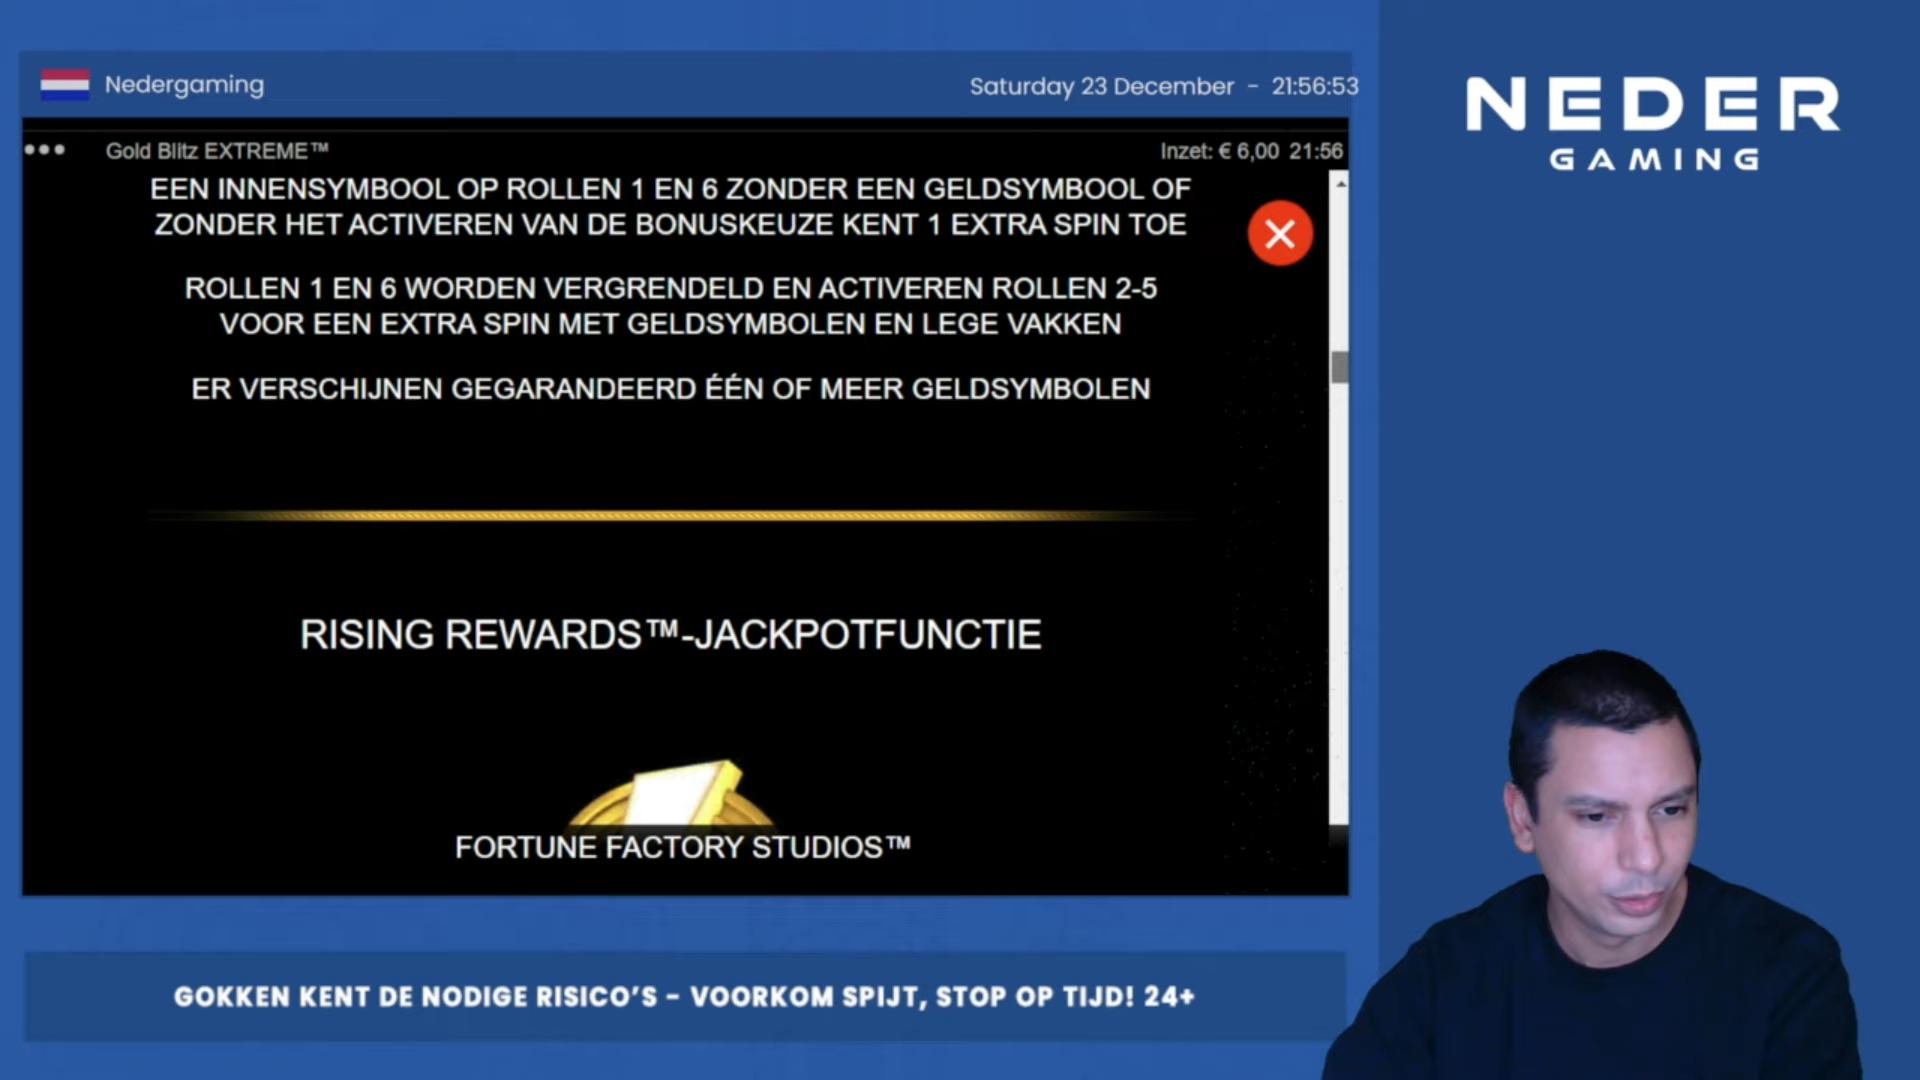 Nedergaming
Saturday 23 December - 21:56:53
NEDER
GAMING
Gold Blitz EXTREME™
Inzet: € 6,00 21:56
EEN INNENSYMBOOL OP ROLLEN 1 EN 6 ZONDER EEN GELDSYMBOOL OF
ZONDER HET ACTIVEREN VAN DE BONUSKEUZE KENT 1 EXTRA SPIN TOE
ROLLEN 1 EN 6 WORDEN VERGRENDELD EN ACTIVEREN ROLLEN 2-5
VOOR EEN EXTRA SPIN MET GELDSYMBOLEN EN LEGE VAKKEN
ER VERSCHIJNEN GEGARANDEERD ÉÉN OF MEER GELDSYMBOLEN
RISING REWARDS™-JACKPOTFUNCTIE
FORTUNE FACTORY STUDIOS™
GOKKEN KENT DE NODIGE RISICO'S - VOORKOM SPIJT, STOP OP TIJD! 24+